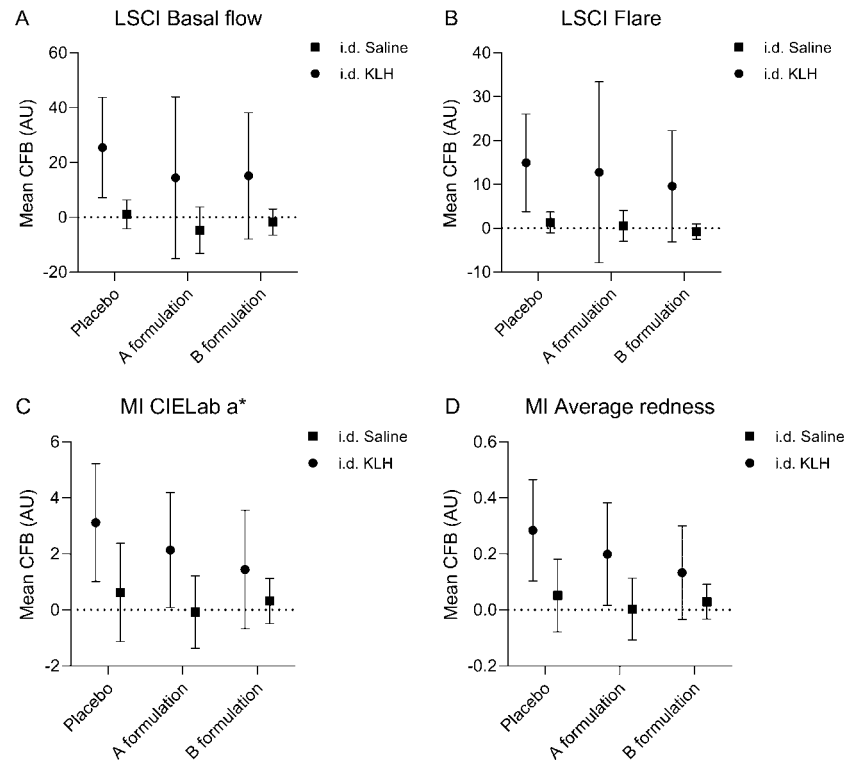 A LSCI Basal flow
60
40
20
0
-20
Mean CFB (AU)
Placebo
A formulation
B formulation
i.d. Saline
i.d. KLH
B LSCI Flare
40
30
20
10
0
-10
Mean CFB (AU)
Placebo
A formulation
B formulation
i.d. Saline
i.d. KLH
C MI CIELab a*
6
4
2
0
-2
Mean CFB (AU)
Placebo
A formulation
B formulation
i.d. Saline
i.d. KLH
D MI Average redness
0.6
0.4
0.2
0.0
-0.2
Mean CFB (AU)
Placebo
A formulation
B formulation
i.d. Saline
i.d. KLH